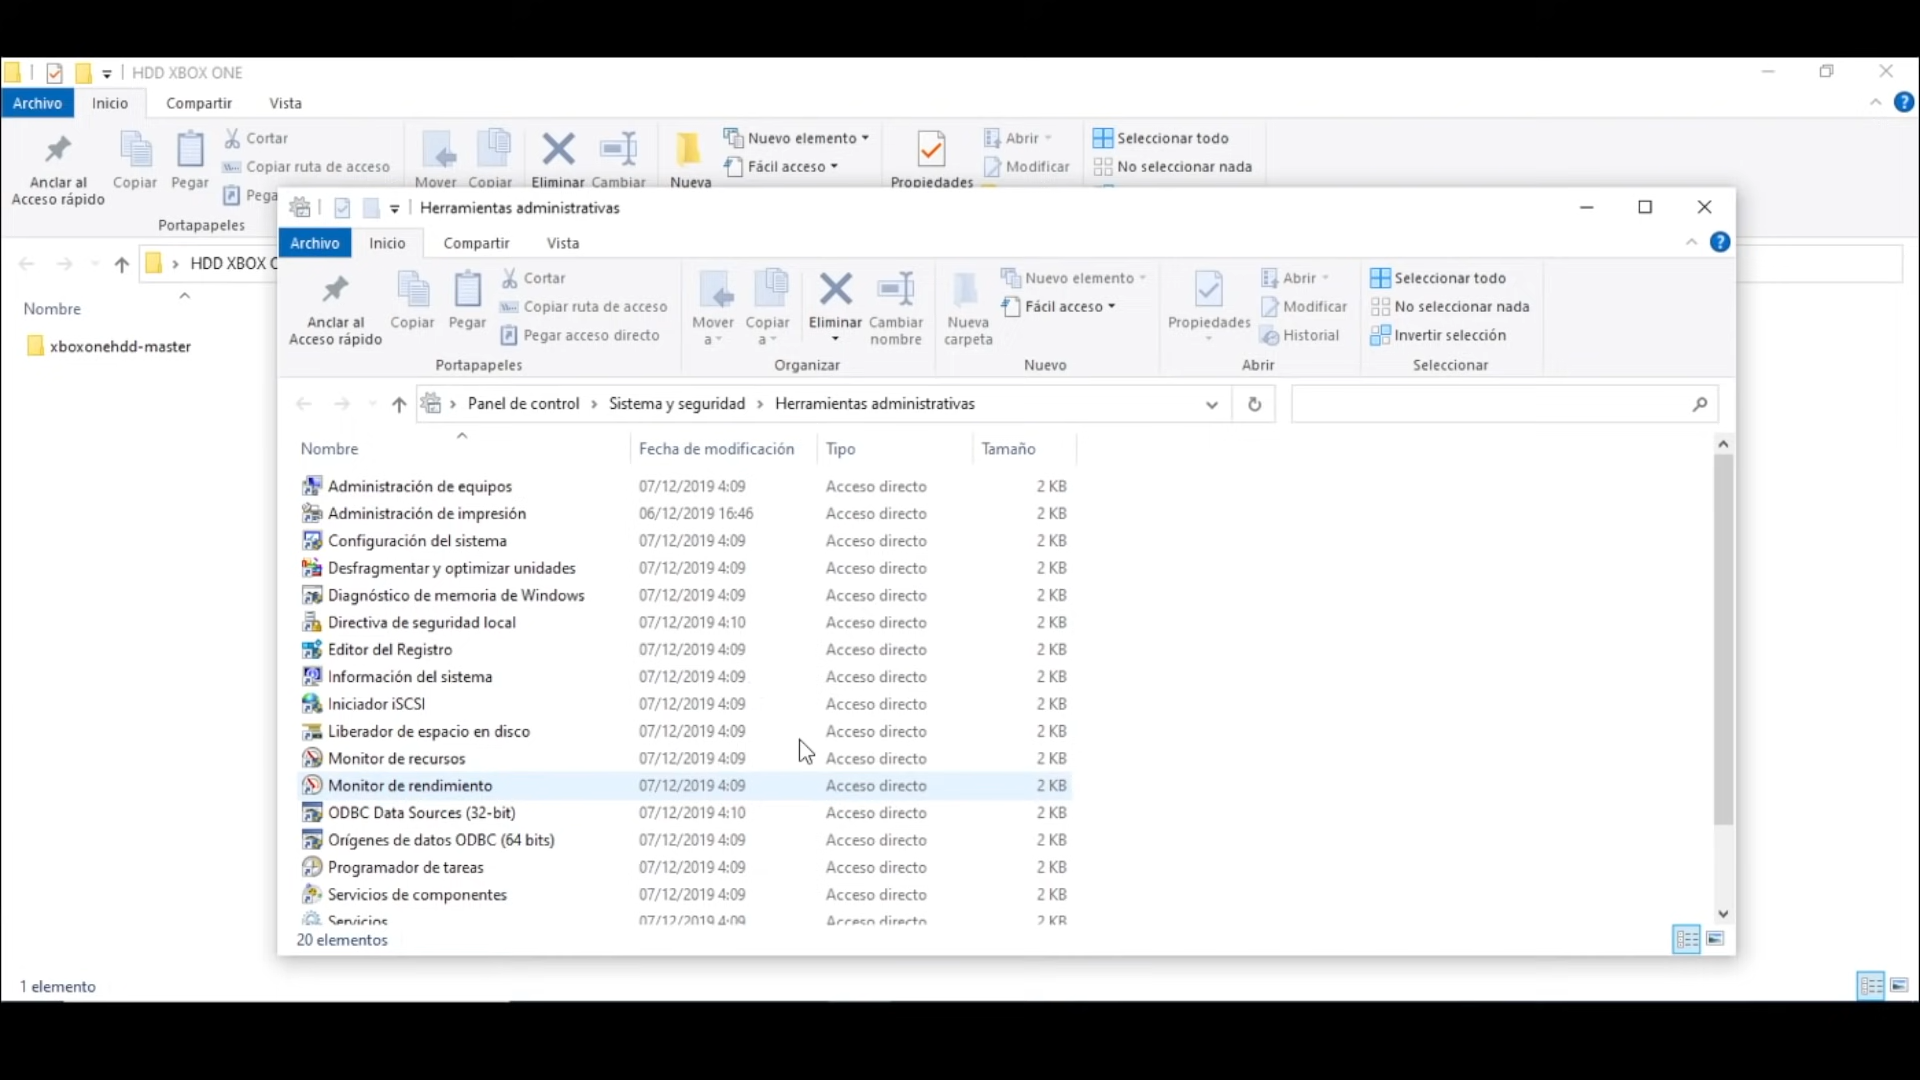 HDD XBOX ONE
Archivo Inicio Compartir Vista
Cortar
Copiar ruta de acceso
Pega
Anclar al
Acceso rápido
Copiar
Pegar
Portapapeles
Mover
Copiar
Eliminar
Cambiar
Nueva
Nuevo elemento
Fácil acceso
Propiedades
Abrir
Modificar
Seleccionar todo
No seleccionar nada
HDD XBOX O
Nombre
xboxonehdd-master
1 elemento
Herramientas administrativas
Archivo Inicio Compartir Vista
Anclar al
Acceso rápido
Copiar
Pegar
Cortar
Copiar ruta de acceso
Pegar acceso directo
Portapapeles
Mover
a
Copiar
a
Eliminar
Cambiar
nombre
Organizar
Nueva
carpeta
Nuevo elemento
Fácil acceso
Nuevo
Propiedades
Abrir
Modificar
Historial
Abrir
Seleccionar todo
No seleccionar nada
Invertir selección
Seleccionar
Panel de control > Sistema y seguridad > Herramientas administrativas
Nombre Fecha de modificación Tipo Tamaño
Administración de equipos 07/12/2019 4:09 Acceso directo 2 KB
Administración de impresión 06/12/2019 16:46 Acceso directo 2 KB
Configuración del sistema 07/12/2019 4:09 Acceso directo 2 KB
Desfragmentar y optimizar unidades 07/12/2019 4:09 Acceso directo 2 KB
Diagnóstico de memoria de Windows 07/12/2019 4:09 Acceso directo 2 KB
Directiva de seguridad local 07/12/2019 4:10 Acceso directo 2 KB
Editor del Registro 07/12/2019 4:09 Acceso directo 2 KB
Información del sistema 07/12/2019 4:09 Acceso directo 2 KB
Iniciador iSCSI 07/12/2019 4:09 Acceso directo 2 KB
Liberador de espacio en disco 07/12/2019 4:09 Acceso directo 2 KB
Monitor de recursos 07/12/2019 4:09 Acceso directo 2 KB
Monitor de rendimiento 07/12/2019 4:09 Acceso directo 2 KB
ODBC Data Sources (32-bit) 07/12/2019 4:10 Acceso directo 2 KB
Orígenes de datos ODBC (64 bits) 07/12/2019 4:09 Acceso directo 2 KB
Programador de tareas 07/12/2019 4:09 Acceso directo 2 KB
Servicios de componentes 07/12/2019 4:09 Acceso directo 2 KB
Servicios 07/12/2019 4:09 Acceso directo 2 KB
20 elementos